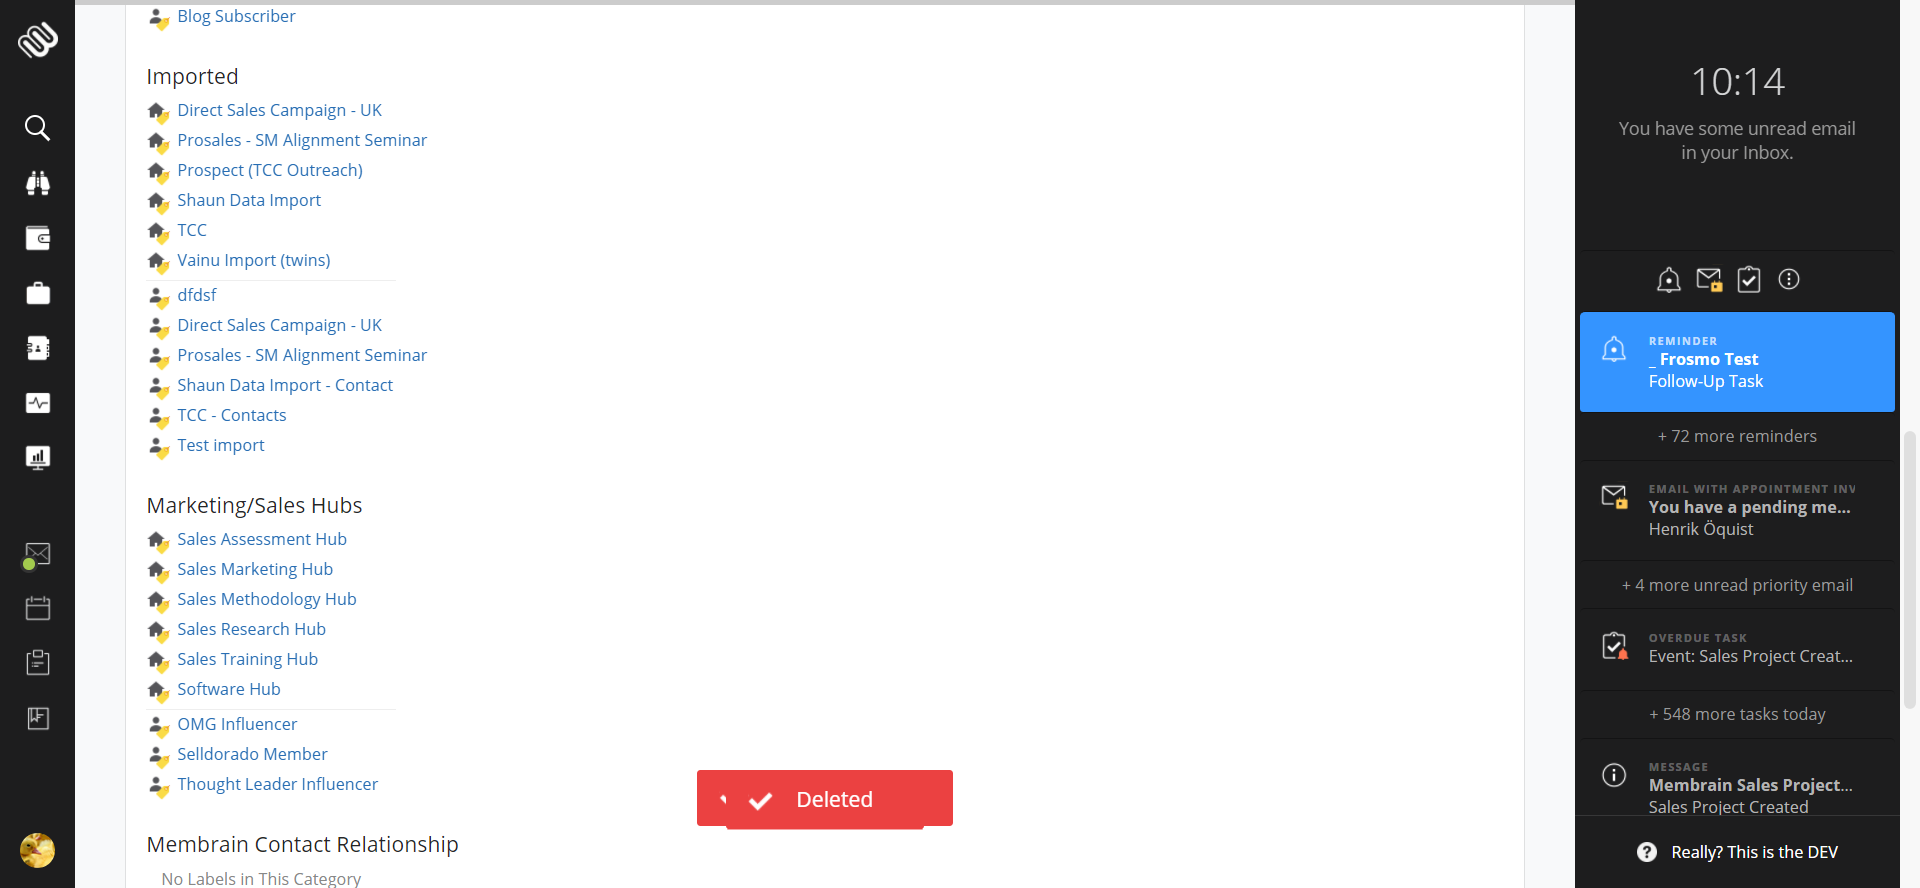 Blog Subscriber
Imported
Direct Sales Campaign - UK
Prosales - SM Alignment Seminar
Prospect (TCC Outreach)
Shaun Data Import
TCC
Vainu Import (twins)
dfdsf
Direct Sales Campaign - UK
Prosales - SM Alignment Seminar
Shaun Data Import - Contact
TCC - Contacts
Test import
Marketing/Sales Hubs
Sales Assessment Hub
Sales Marketing Hub
Sales Methodology Hub
Sales Research Hub
Sales Training Hub
Software Hub
OMG Influencer
Selldorado Member
Thought Leader Influencer
Membrain Contact Relationship
No Labels in This Category
Deleted
10:14
You have some unread email
in your Inbox.
REMINDER
_ Frosmo Test
Follow-Up Task
+ 72 more reminders
EMAIL WITH APPOINTMENT INV
You have a pending me...
Henrik Öquist
+ 4 more unread priority email
OVERDUE TASK
Event: Sales Project Creat...
+ 548 more tasks today
MESSAGE
Membrain Sales Project...
Sales Project Created
Really? This is the DEV